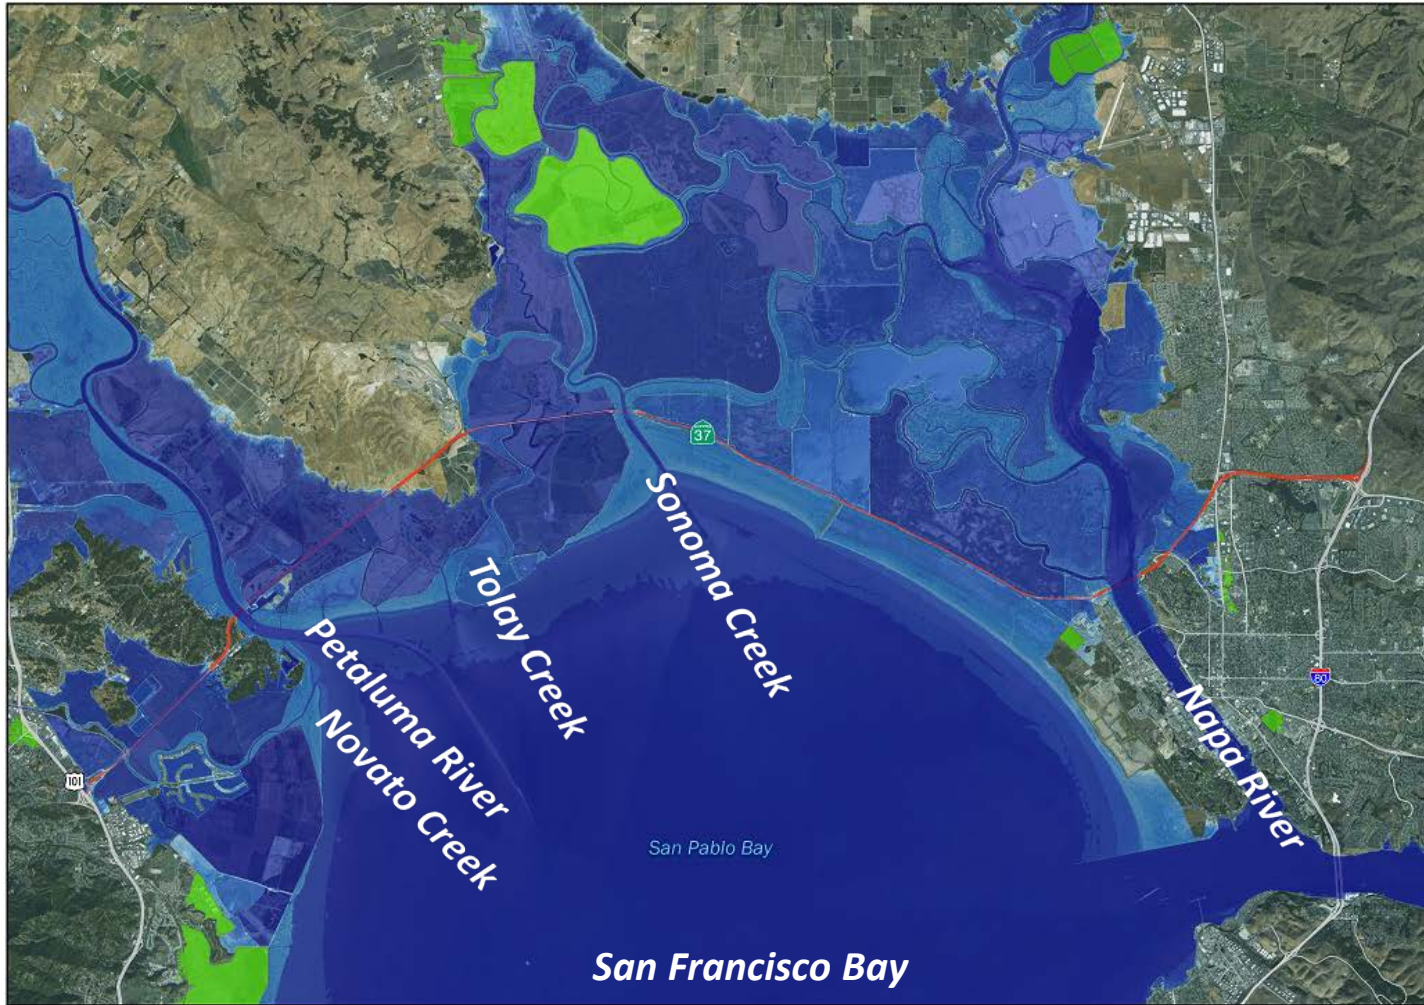 37
Sonoma Creek
Tolay Creek
Petaluma River
Novato Creek
Napa River
80
101
San Pablo Bay
San Francisco Bay